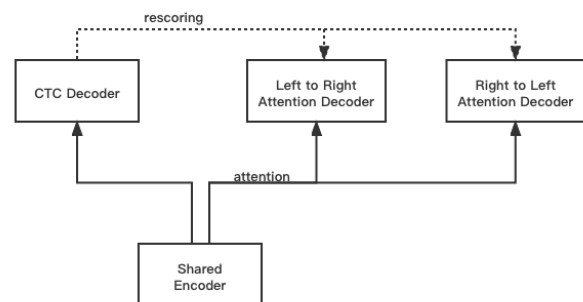 rescoring
CTC Decoder
Left to Right
Attention Decoder
Right to Left
Attention Decoder
attention
Shared
Encoder